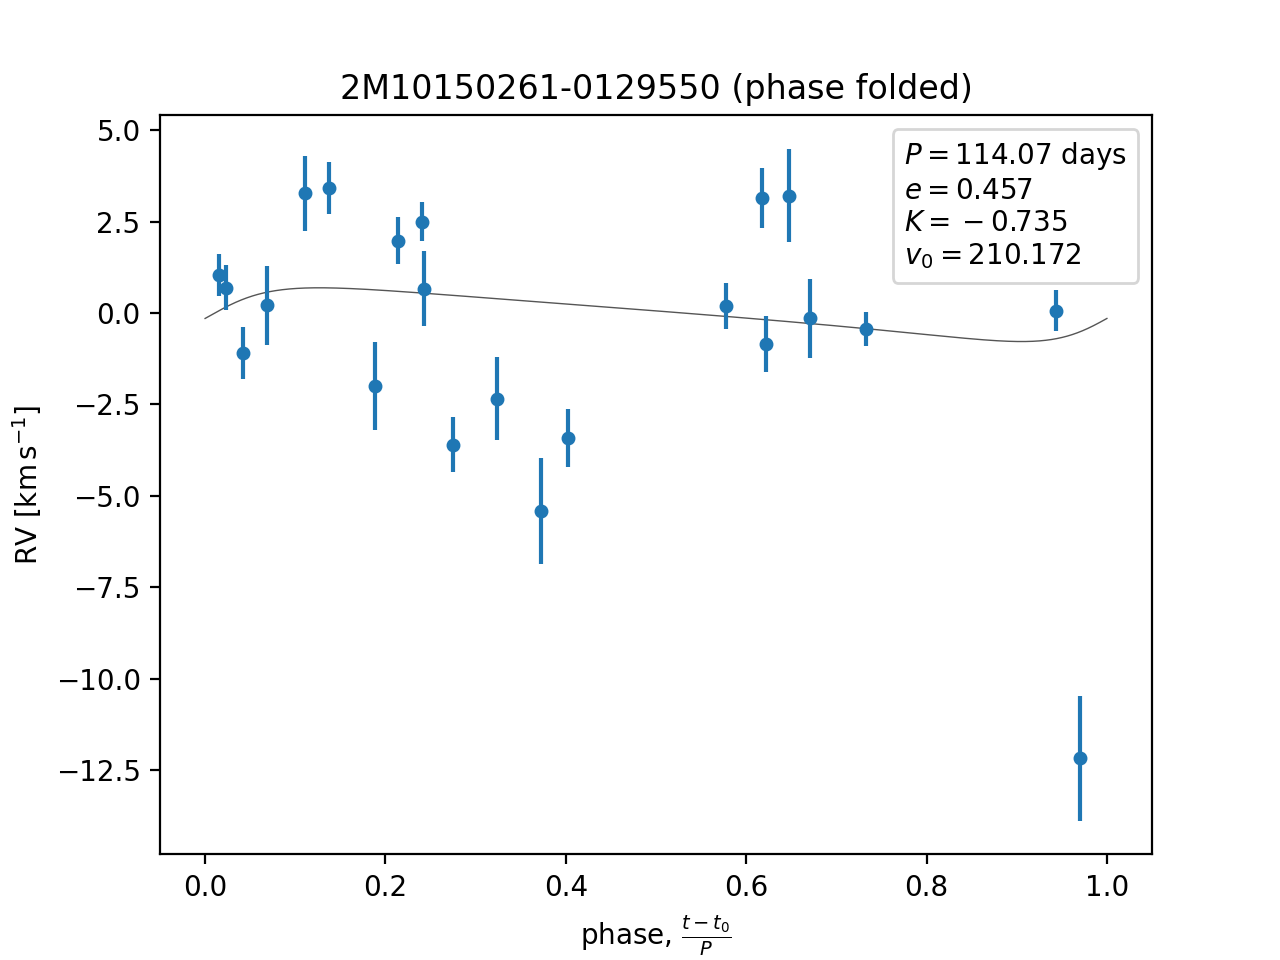 2M10150261-0129550 (phase folded)
P = 114.07 days
e = 0.457
K = −0.735
v₀ = 210.172
5.0
2.5
0.0
−2.5
−5.0
−7.5
−10.0
−12.5
RV [km s⁻¹]
0.0 0.2 0.4 0.6 0.8 1.0
phase, (t − t₀)/P